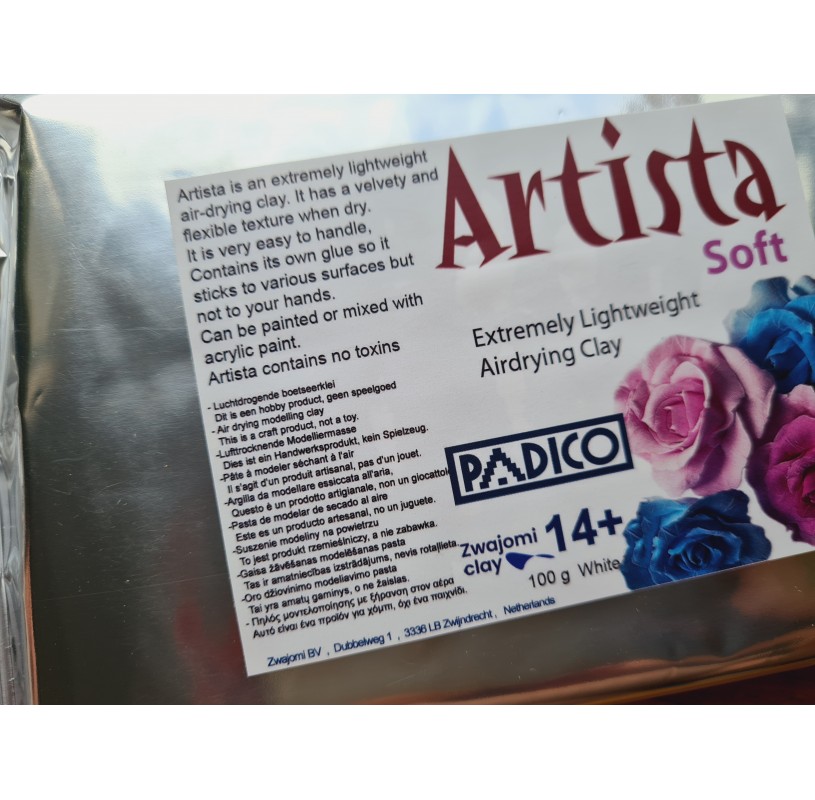 Artista is an extremely lightweight
air-drying clay. It has a velvety and
flexible texture when dry.
It is very easy to handle,
Contains its own glue so it
sticks to various surfaces but
not to your hands.
Can be painted or mixed with
acrylic paint.
Artista contains no toxins
- Luchtdrogende boetseerklei
Dit is een hobby product, geen speelgoed
- Air drying modelling clay
This is a craft product, not a toy.
-Lufttrocknende Modelliermasse
Dies ist ein Handwerksprodukt, kein Spielzeug.
-Pâte à modeler séchant à l'air
Il s'agit d'un produit artisanal, pas d'un jouet.
-Argilla da modellare essiccata all'aria,
Questo è un prodotto artigianale, non un giocattolo
-Pasta de modelar de secado al aire
Este es un producto artesanal, no un juguete.
-Suszenie modeliny na powietrzu
To jest produkt rzemieślniczy, a nie zabawka.
-Gaisa žāvēšanas modelēšanas pasta
Tas ir amatniecības izstrādājums, nevis rotaļlieta.
-Oro džiovinimo modeliavimo pasta
Tai yra amatų gaminys, o ne žaislas.
- Πηλός μοντελοποίησης με ξήρανση στον αέρα
Αυτό είναι ένα προϊόν για χόμπι, όχι ένα παιχνίδι.
Zwajomi BV , Dubbelweg 1 , 3336 LB Zwijndrecht , Netherlands
Artista
Soft
Extremely Lightweight
Airdrying Clay
PADICO
Zwajomi
clay
14+
100 g White